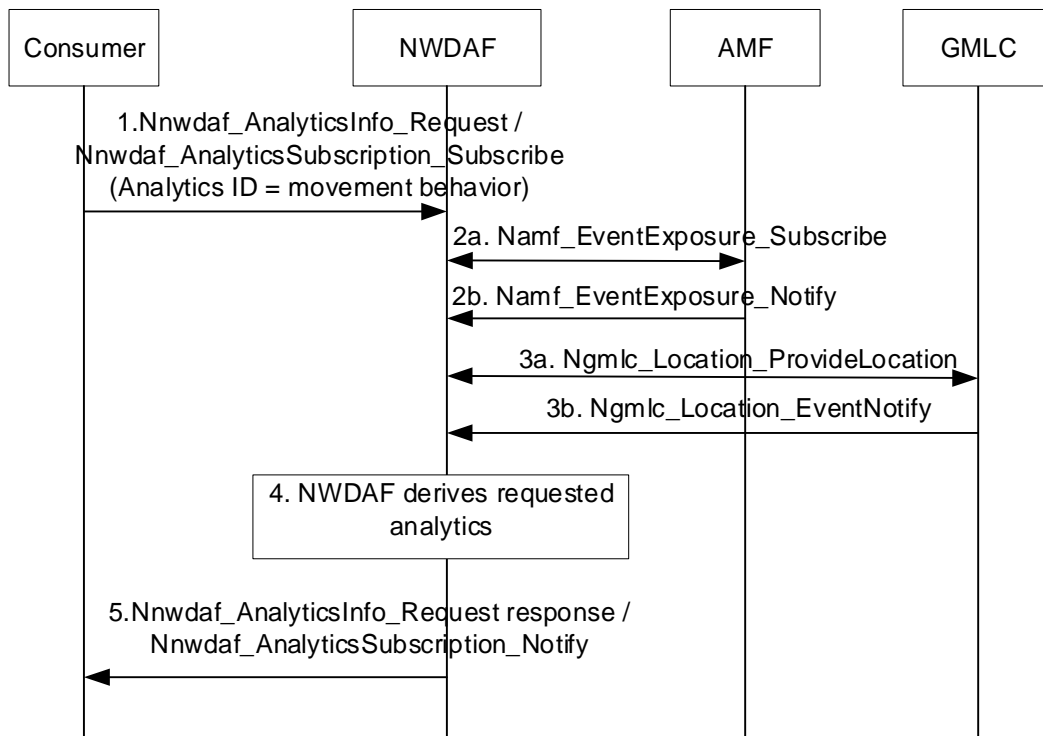 Consumer
NWDAF
AMF
GMLC
1.Nnwdaf_AnalyticsInfo_Request /
Nnwdaf_AnalyticsSubscription_Subscribe
(Analytics ID = movement behavior)
2a. Namf_EventExposure_Subscribe
2b. Namf_EventExposure_Notify
3a. Ngmlc_Location_ProvideLocation
3b. Ngmlc_Location_EventNotify
4. NWDAF derives requested
analytics
5.Nnwdaf_AnalyticsInfo_Request response /
Nnwdaf_AnalyticsSubscription_Notify